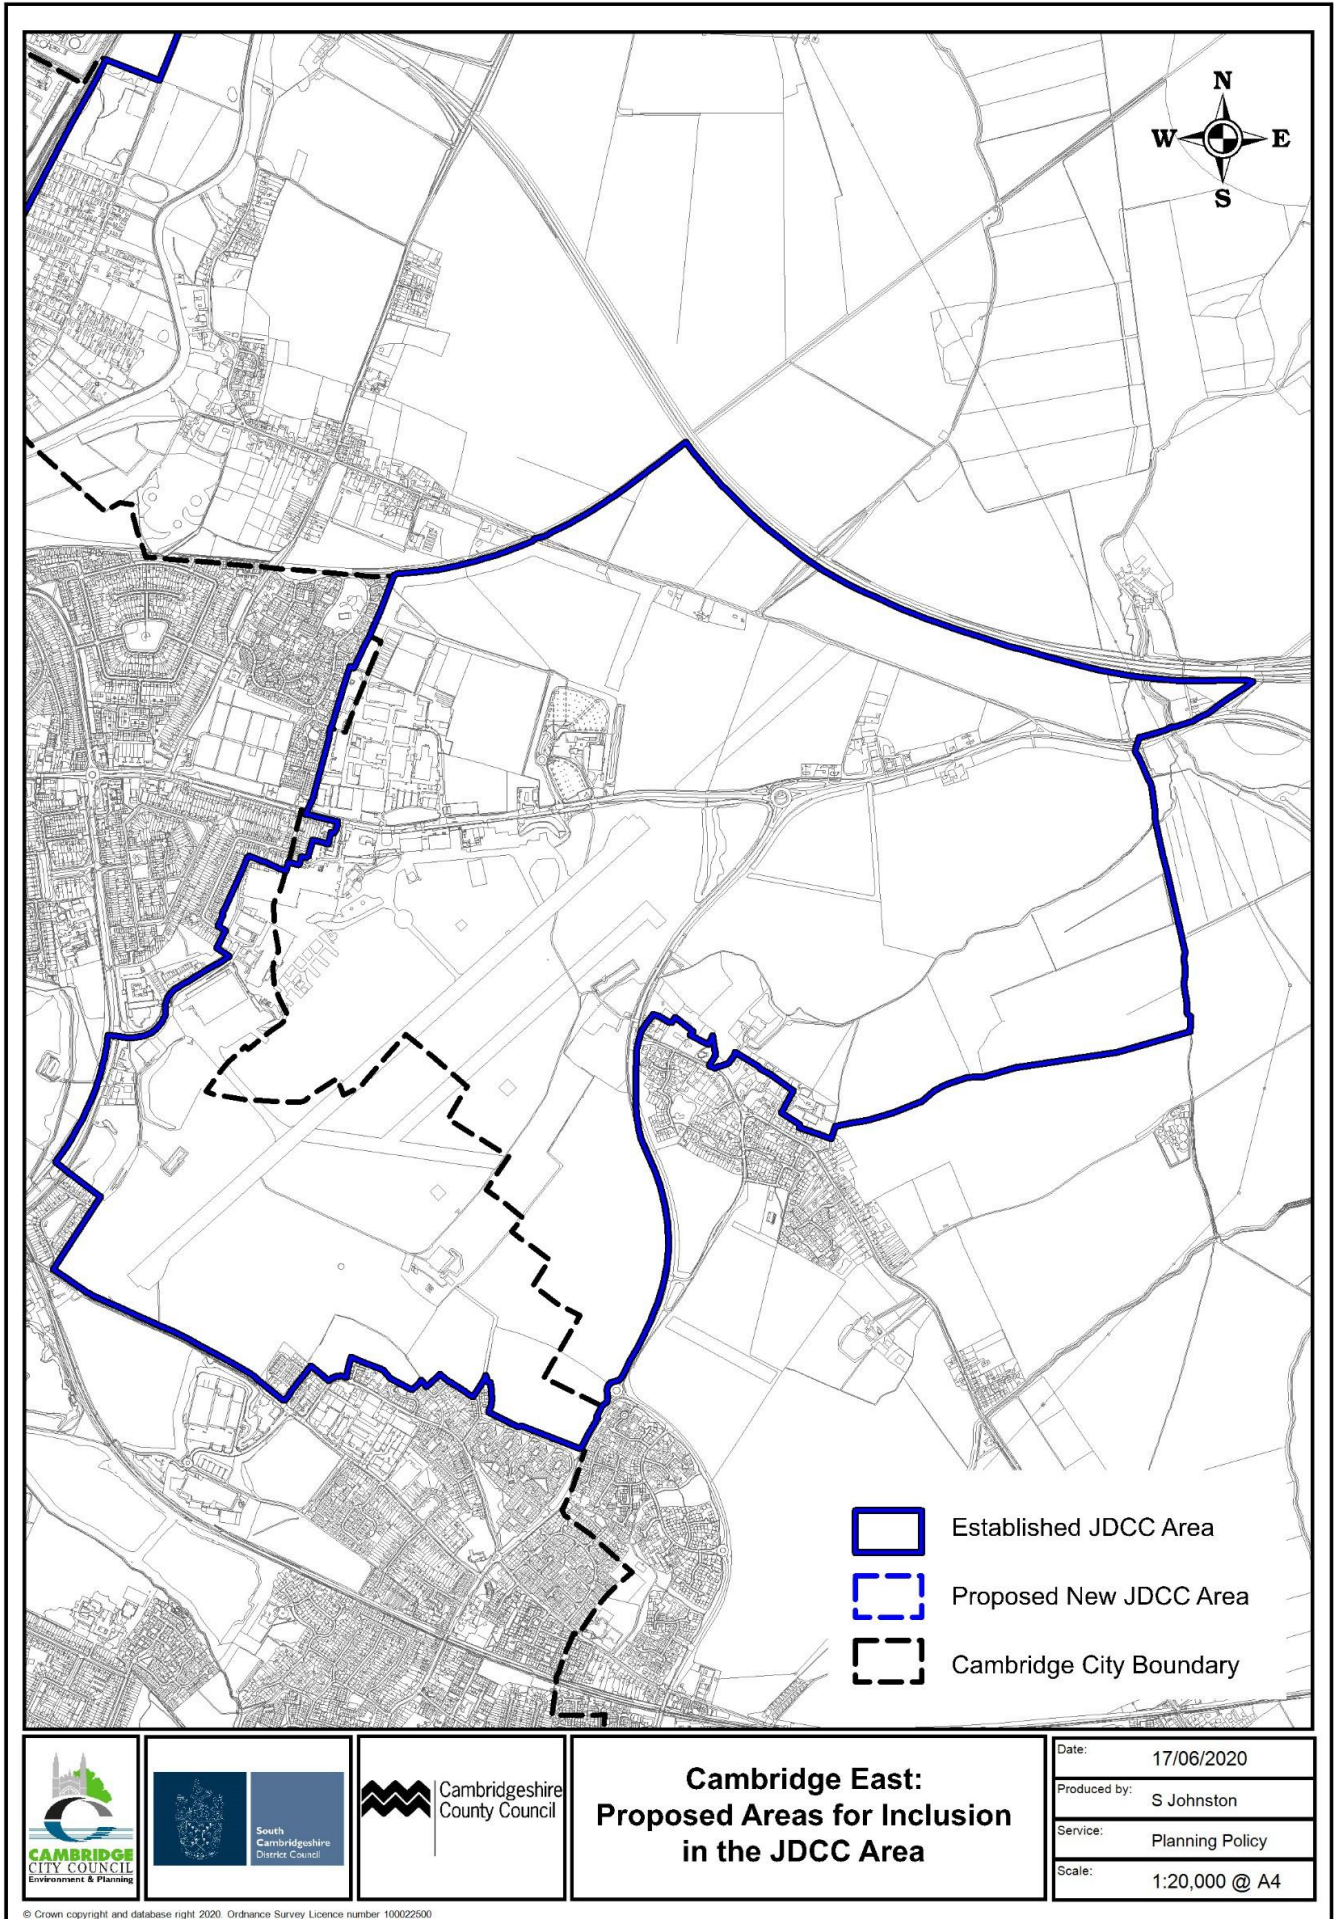 N
W E
S
Established JDCC Area
Proposed New JDCC Area
Cambridge City Boundary
CAMBRIDGE
CITY COUNCIL
Environment & Planning
South
Cambridgeshire
District Council
Cambridgeshire
County Council
Cambridge East:
Proposed Areas for Inclusion
in the JDCC Area
Date: 17/06/2020
Produced by: S Johnston
Service: Planning Policy
Scale: 1:20,000 @ A4
© Crown copyright and database right 2020. Ordnance Survey Licence number 100022500